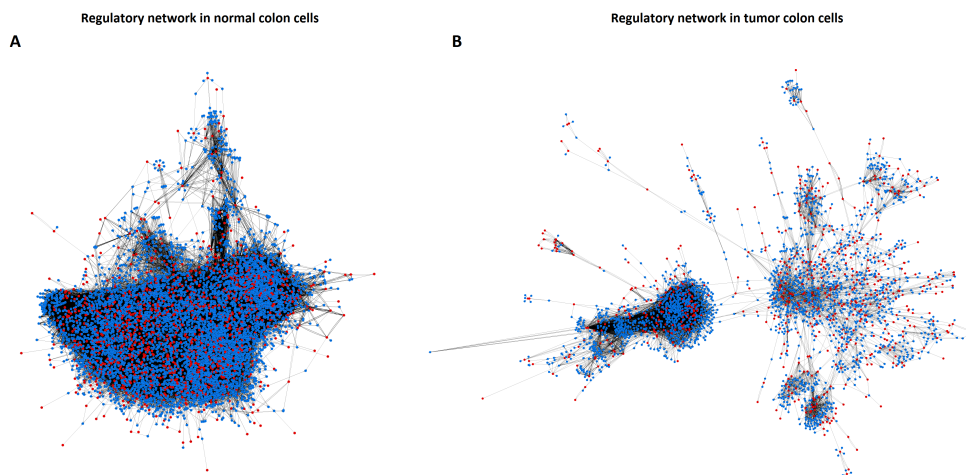 Regulatory network in normal colon cells
Regulatory network in tumor colon cells
A
B